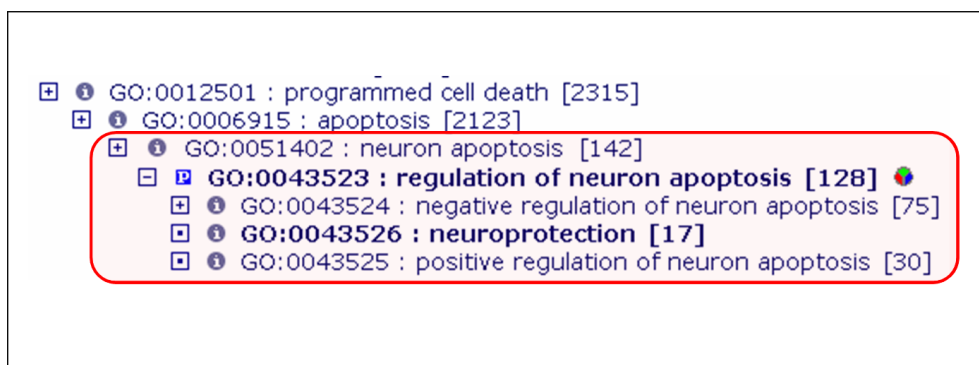 GO:0012501 : programmed cell death [2315]
GO:0006915 : apoptosis [2123]
GO:0051402 : neuron apoptosis [142]
GO:0043523 : regulation of neuron apoptosis [128]
GO:0043524 : negative regulation of neuron apoptosis [75]
GO:0043526 : neuroprotection [17]
GO:0043525 : positive regulation of neuron apoptosis [30]